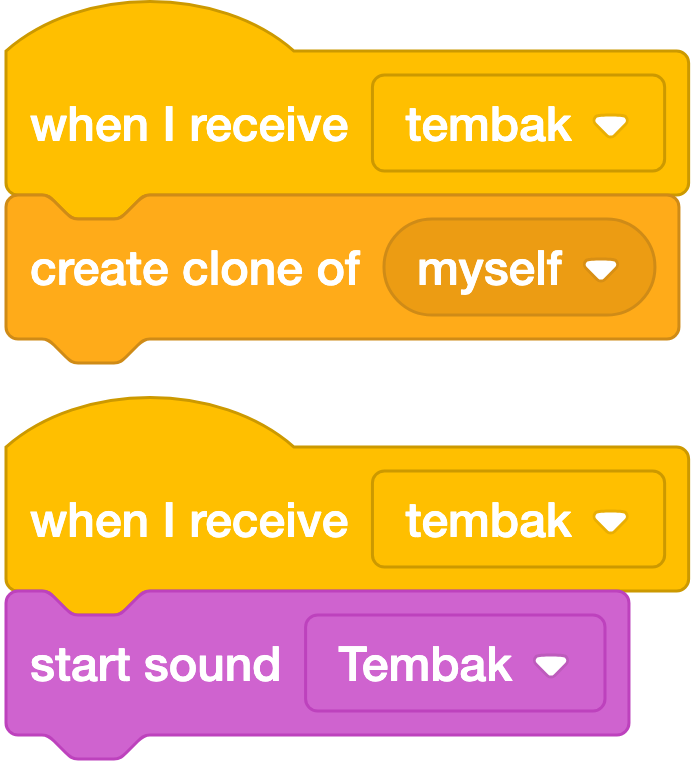 when I receive tembak
create clone of myself
when I receive tembak
start sound Tembak